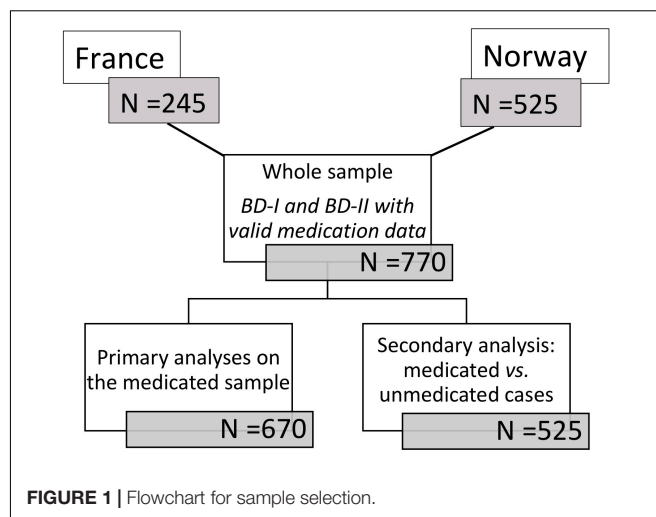 France
N =245
Norway
N =525
Whole sample
BD-I and BD-II with
valid medication data
N =770
Primary analyses on
the medicated sample
N =670
Secondary analysis:
medicated vs.
unmedicated cases
N =525
FIGURE 1 | Flowchart for sample selection.